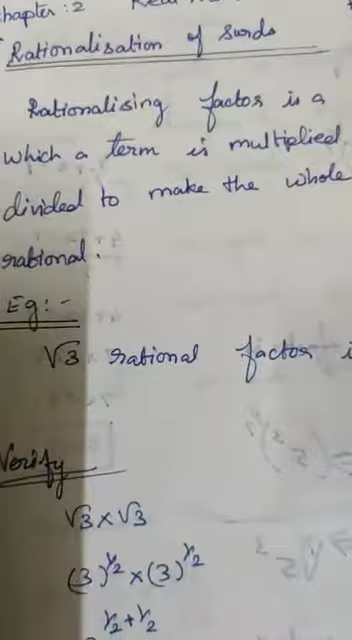 Chapter : 2
Rationalisation of Surds
Rationalising factor is a
which a term is multiplied
divided to make the whole
rational.
Eg:-
√3 rational factor i
Verify
√3 × √3
(3)^½ × (3)^½
½ + ½